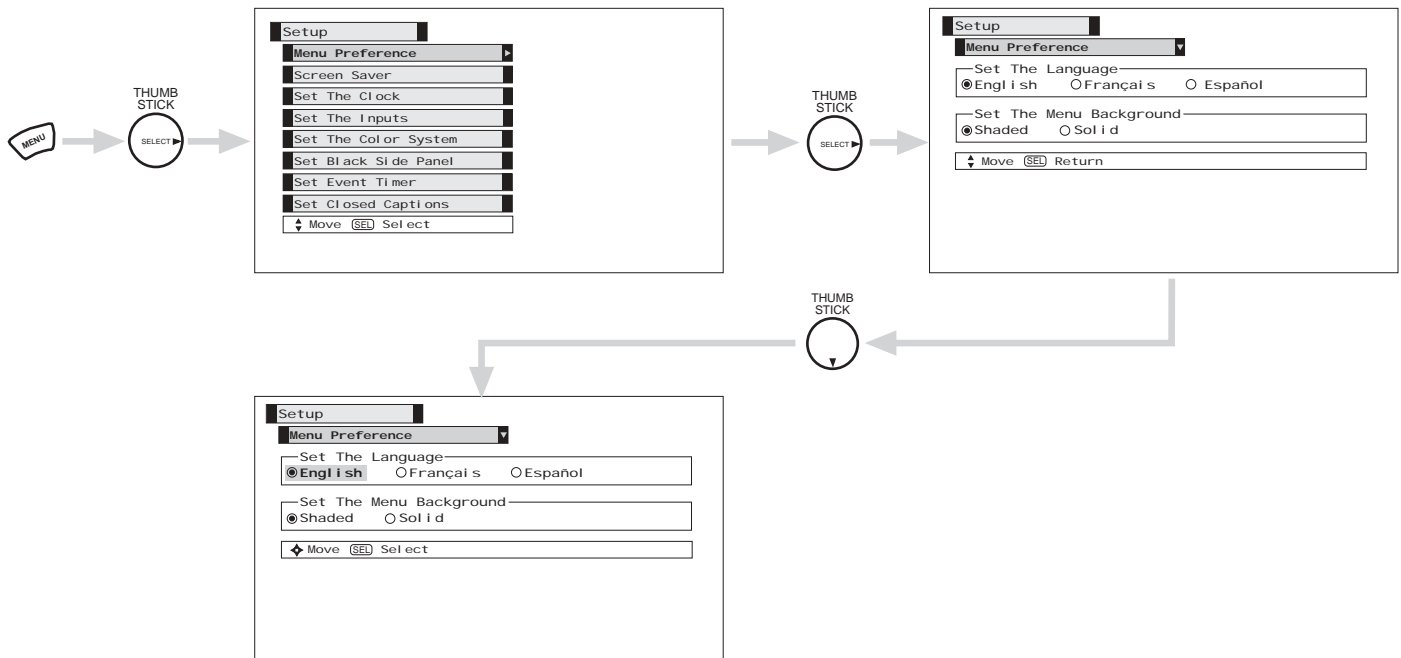 MENU
THUMB
STICK
SELECT
Setup
Menu Preference
Screen Saver
Set The Clock
Set The Inputs
Set The Color System
Set Black Side Panel
Set Event Timer
Set Closed Captions
Move SEL Select
THUMB
STICK
SELECT
Setup
Menu Preference
Set The Language
English Français Español
Set The Menu Background
Shaded Solid
Move SEL Return
THUMB
STICK
Setup
Menu Preference
Set The Language
English Français Español
Set The Menu Background
Shaded Solid
Move SEL Select